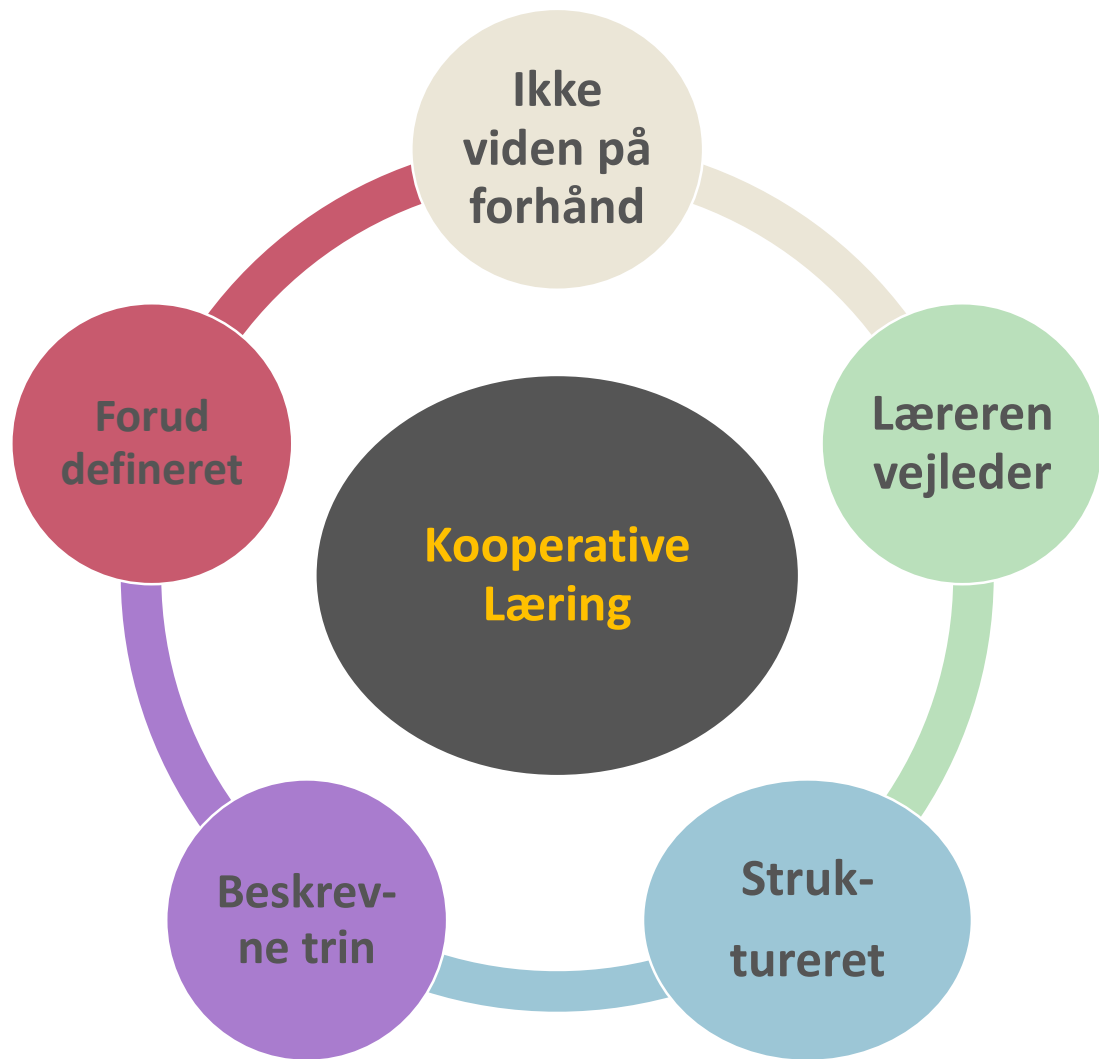 Ikke
viden på
forhånd
Læreren
vejleder
Struk-
tureret
Beskrev-
ne trin
Forud
defineret
Kooperative
Læring